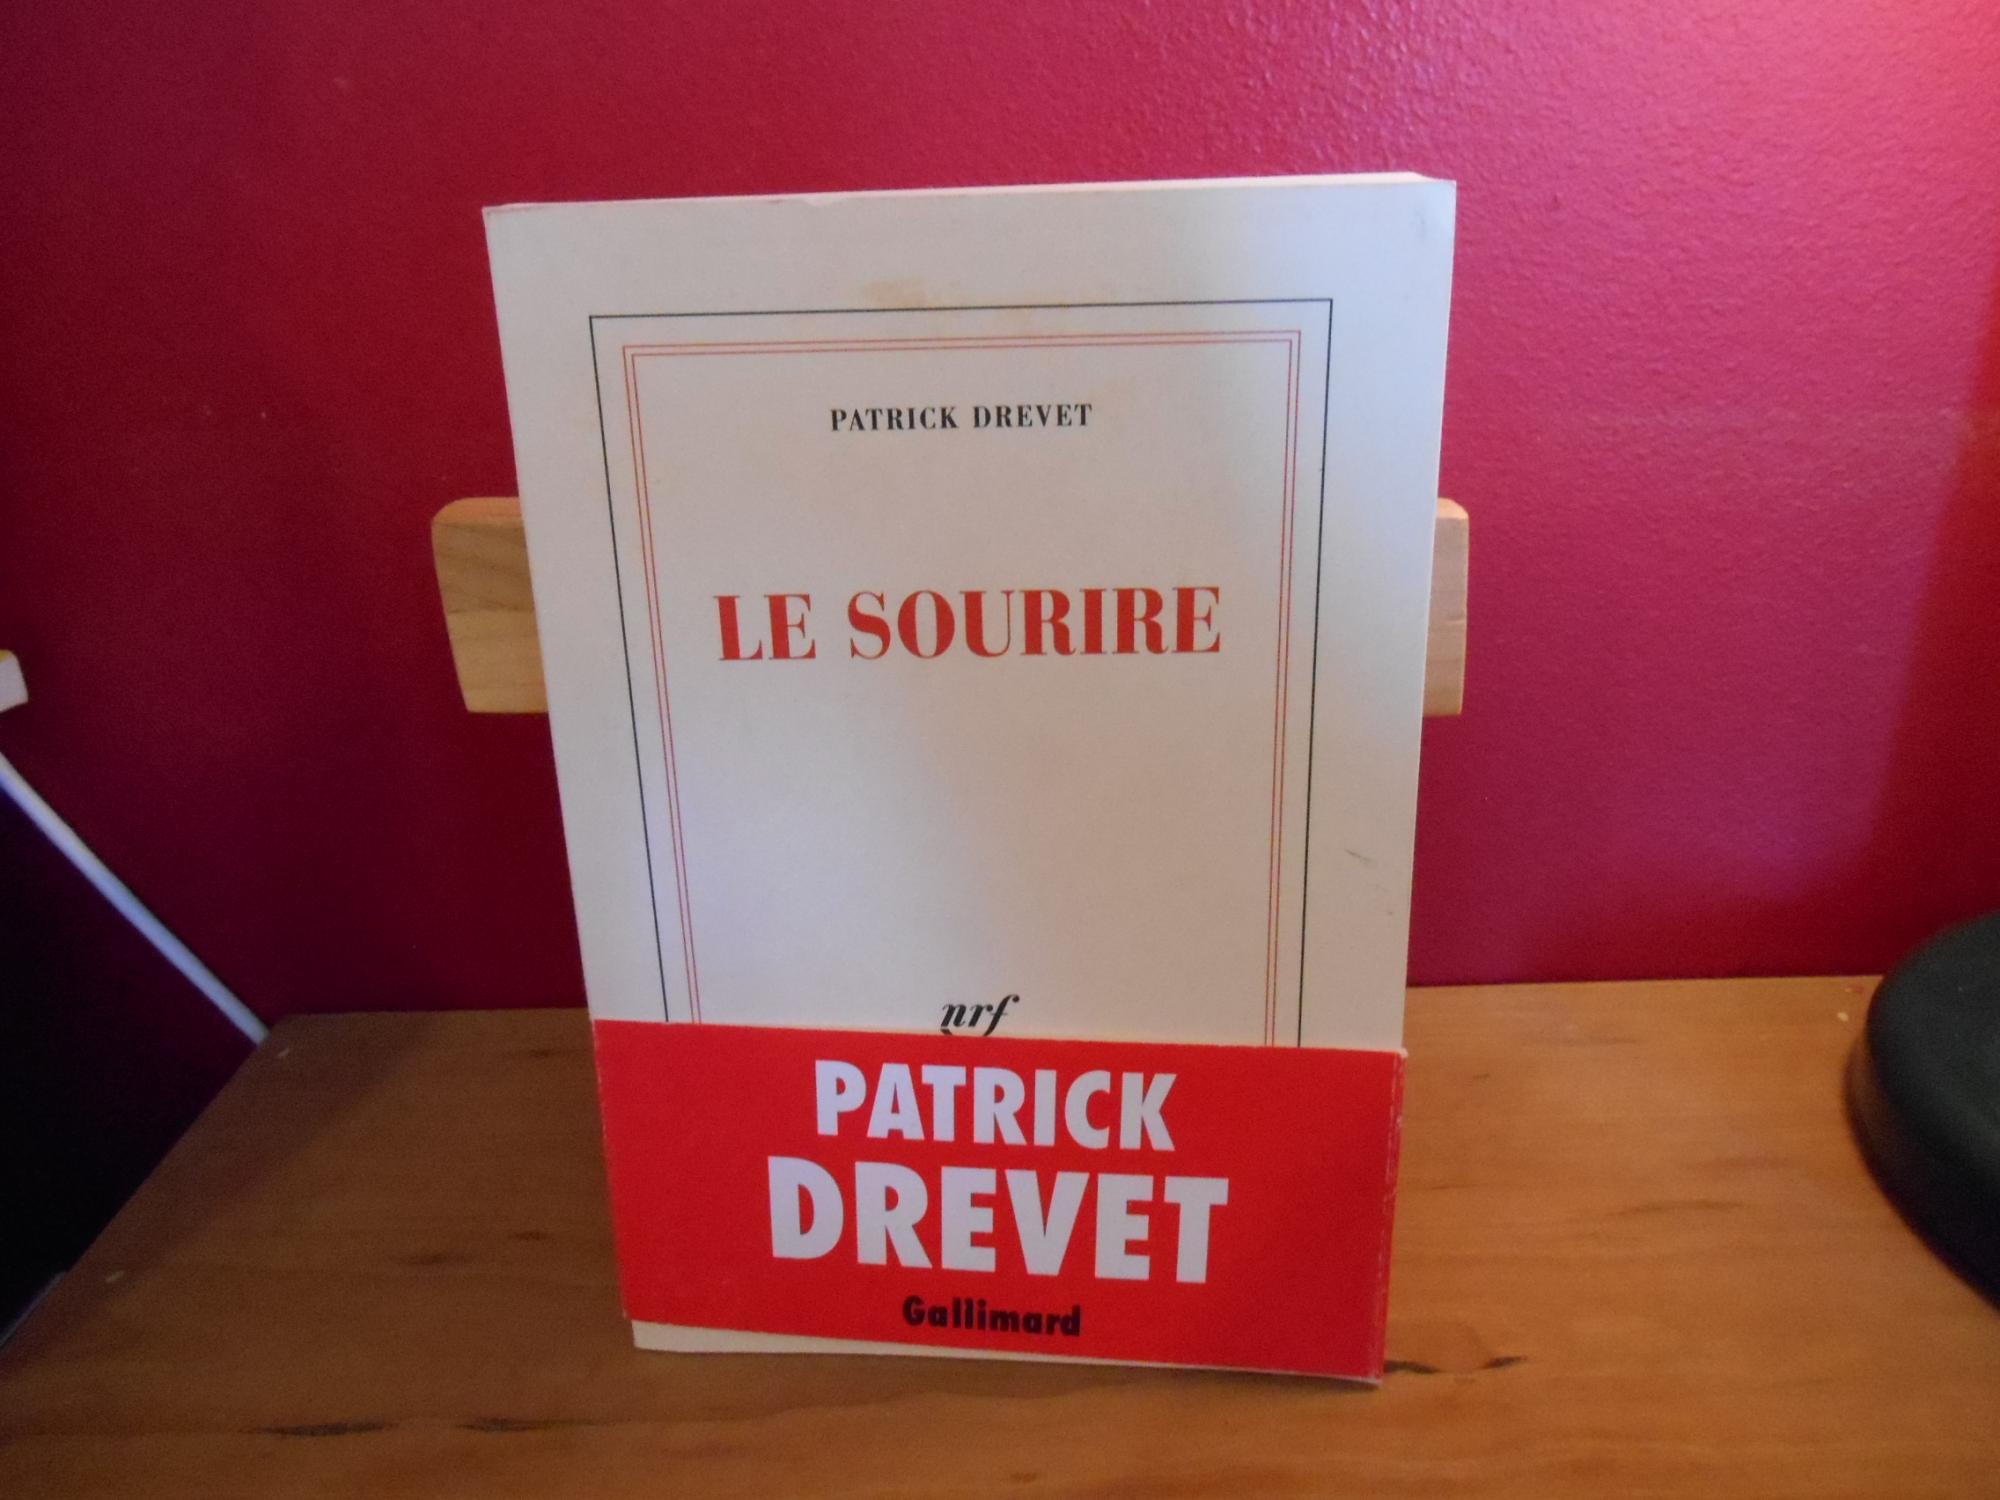 PATRICK DREVET
LE SOURIRE
nrf
PATRICK
DREVET
Gallimard